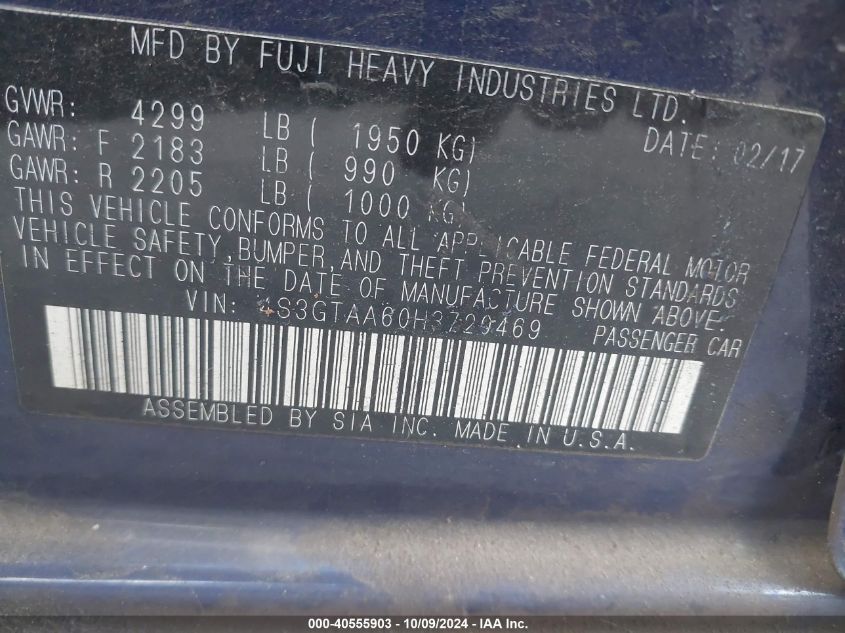 MFD BY FUJI HEAVY INDUSTRIES LTD.
GVWR: 4299 LB ( 1950 KG) DATE: 02/17
GAWR: F 2183 LB ( 990 KG)
GAWR: R 2205 LB ( 1000 KG)
THIS VEHICLE CONFORMS TO ALL APPLICABLE FEDERAL MOTOR
VEHICLE SAFETY, BUMPER, AND THEFT PREVENTION STANDARDS
IN EFFECT ON THE DATE OF MANUFACTURE SHOWN ABOVE.
VIN: 4S3GTAA60H3729469 PASSENGER CAR
ASSEMBLED BY SIA INC. MADE IN U.S.A.
000-40555903 - 10/09/2024 - IAA Inc.